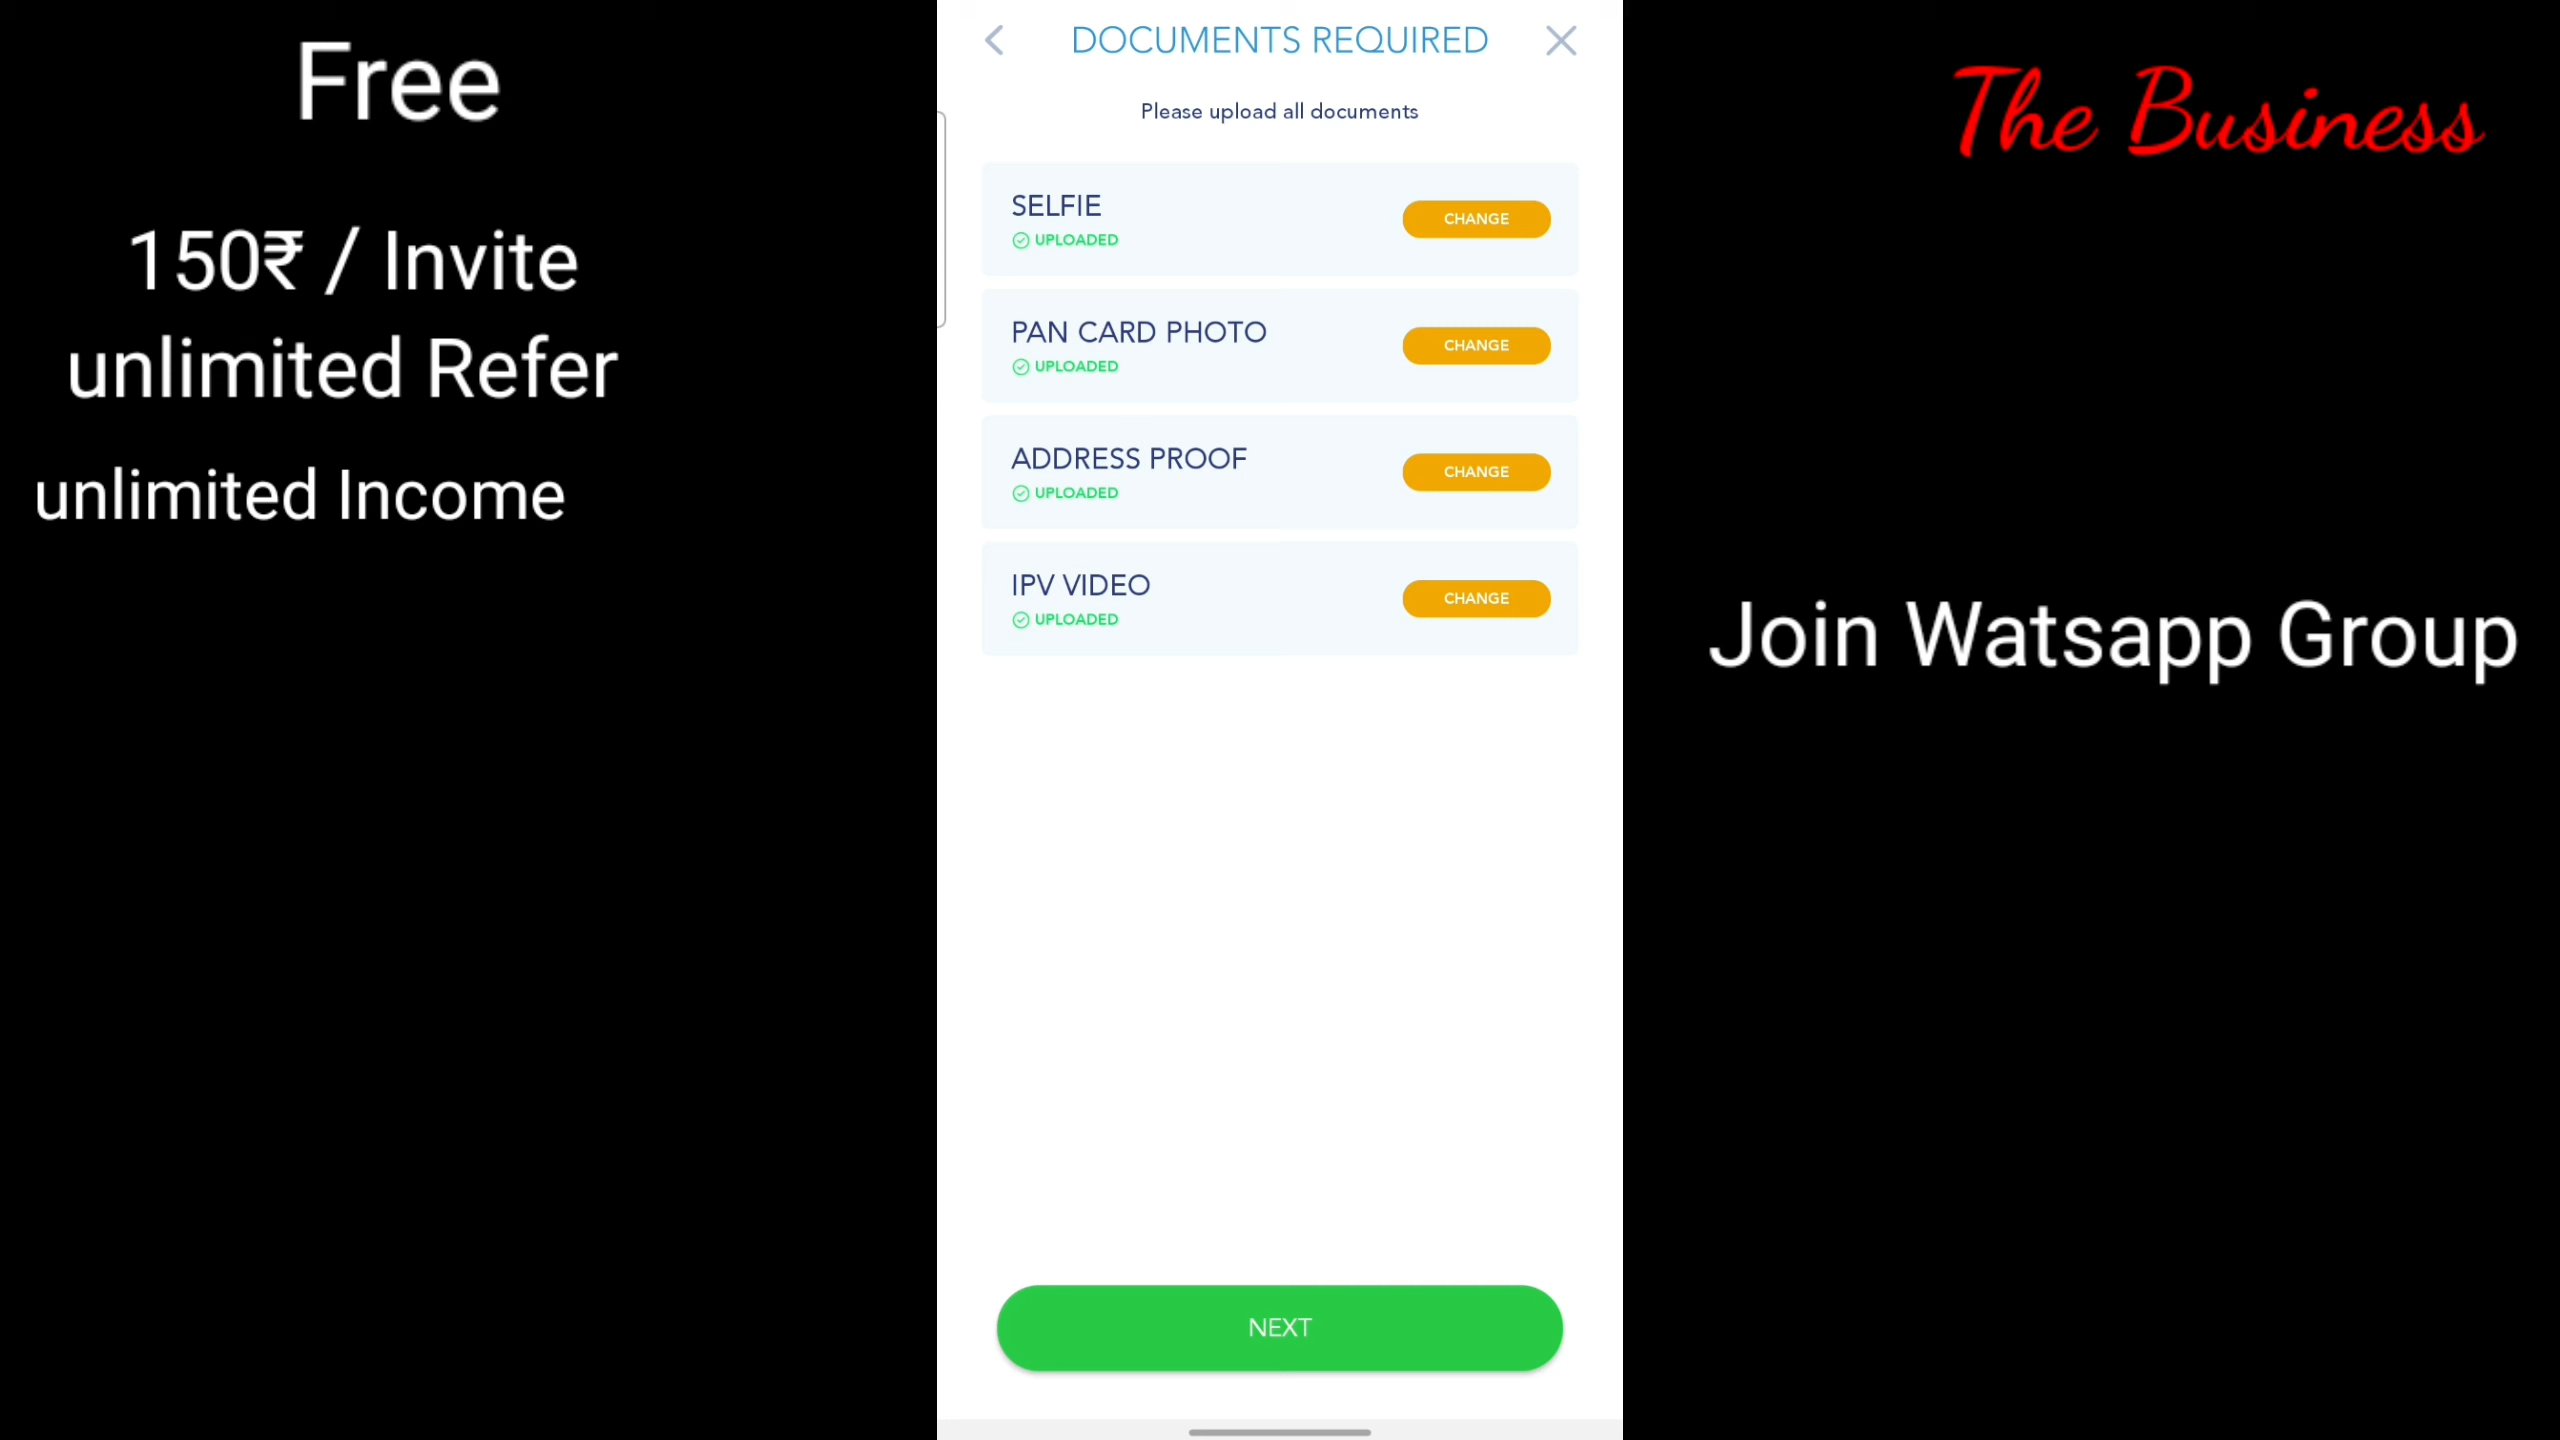 Free
150₹ / Invite
unlimited Refer
unlimited Income
DOCUMENTS REQUIRED
Please upload all documents
SELFIE
UPLOADED
CHANGE
PAN CARD PHOTO
UPLOADED
CHANGE
ADDRESS PROOF
UPLOADED
CHANGE
IPV VIDEO
UPLOADED
CHANGE
NEXT
The Business
Join Watsapp Group